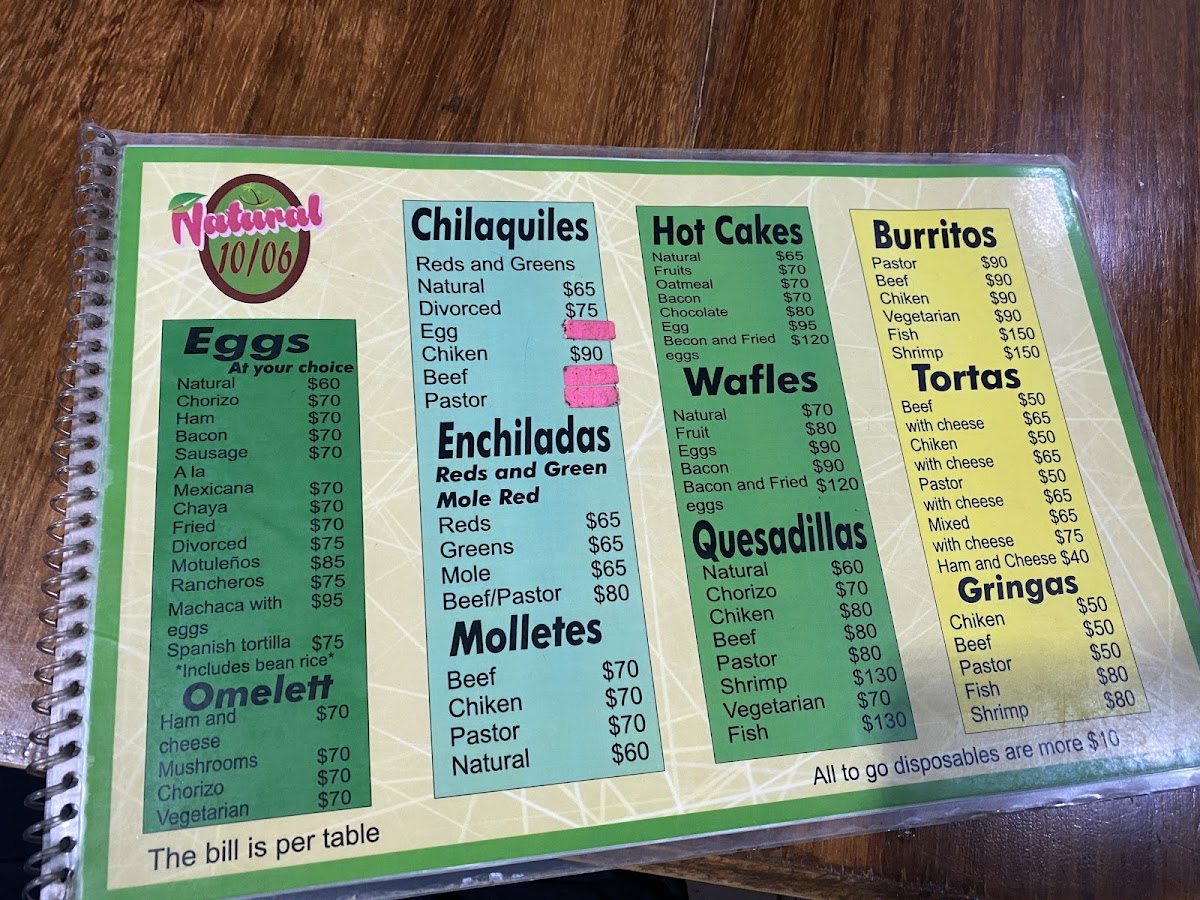 Natural
10/06
Eggs
At your choice
Natural $60
Chorizo $70
Ham $70
Bacon $70
Sausage $70
A la
Mexicana $70
Chaya $70
Fried $70
Divorced $75
Motuleños $85
Rancheros $75
Machaca with $95
eggs
Spanish tortilla $75
*Includes bean rice*
Omelett
Ham and $70
cheese
Mushrooms $70
Chorizo $70
Vegetarian $70
The bill is per table
Chilaquiles
Reds and Greens
Natural $65
Divorced $75
Egg
Chiken $90
Beef
Pastor
Enchiladas
Reds and Green
Mole Red
Reds $65
Greens $65
Mole $65
Beef/Pastor $80
Molletes
Beef $70
Chiken $70
Pastor $70
Natural $60
Hot Cakes
Natural $65
Fruits $70
Oatmeal $70
Bacon $70
Chocolate $80
Egg $95
Becon and Fried $120
eggs
Wafles
Natural $70
Fruit $80
Eggs $90
Bacon $90
Bacon and Fried $120
eggs
Quesadillas
Natural $60
Chorizo $70
Chiken $80
Beef $80
Pastor $80
Shrimp $130
Vegetarian $70
Fish $130
Burritos
Pastor $90
Beef $90
Chiken $90
Vegetarian $90
Fish $150
Shrimp $150
Tortas
Beef $50
with cheese $65
Chiken $50
with cheese $65
Pastor $50
with cheese $65
Mixed $65
with cheese $75
Ham and Cheese $40
Gringas
Chiken $50
Beef $50
Pastor $50
Fish $80
Shrimp $80
All to go disposables are more $10